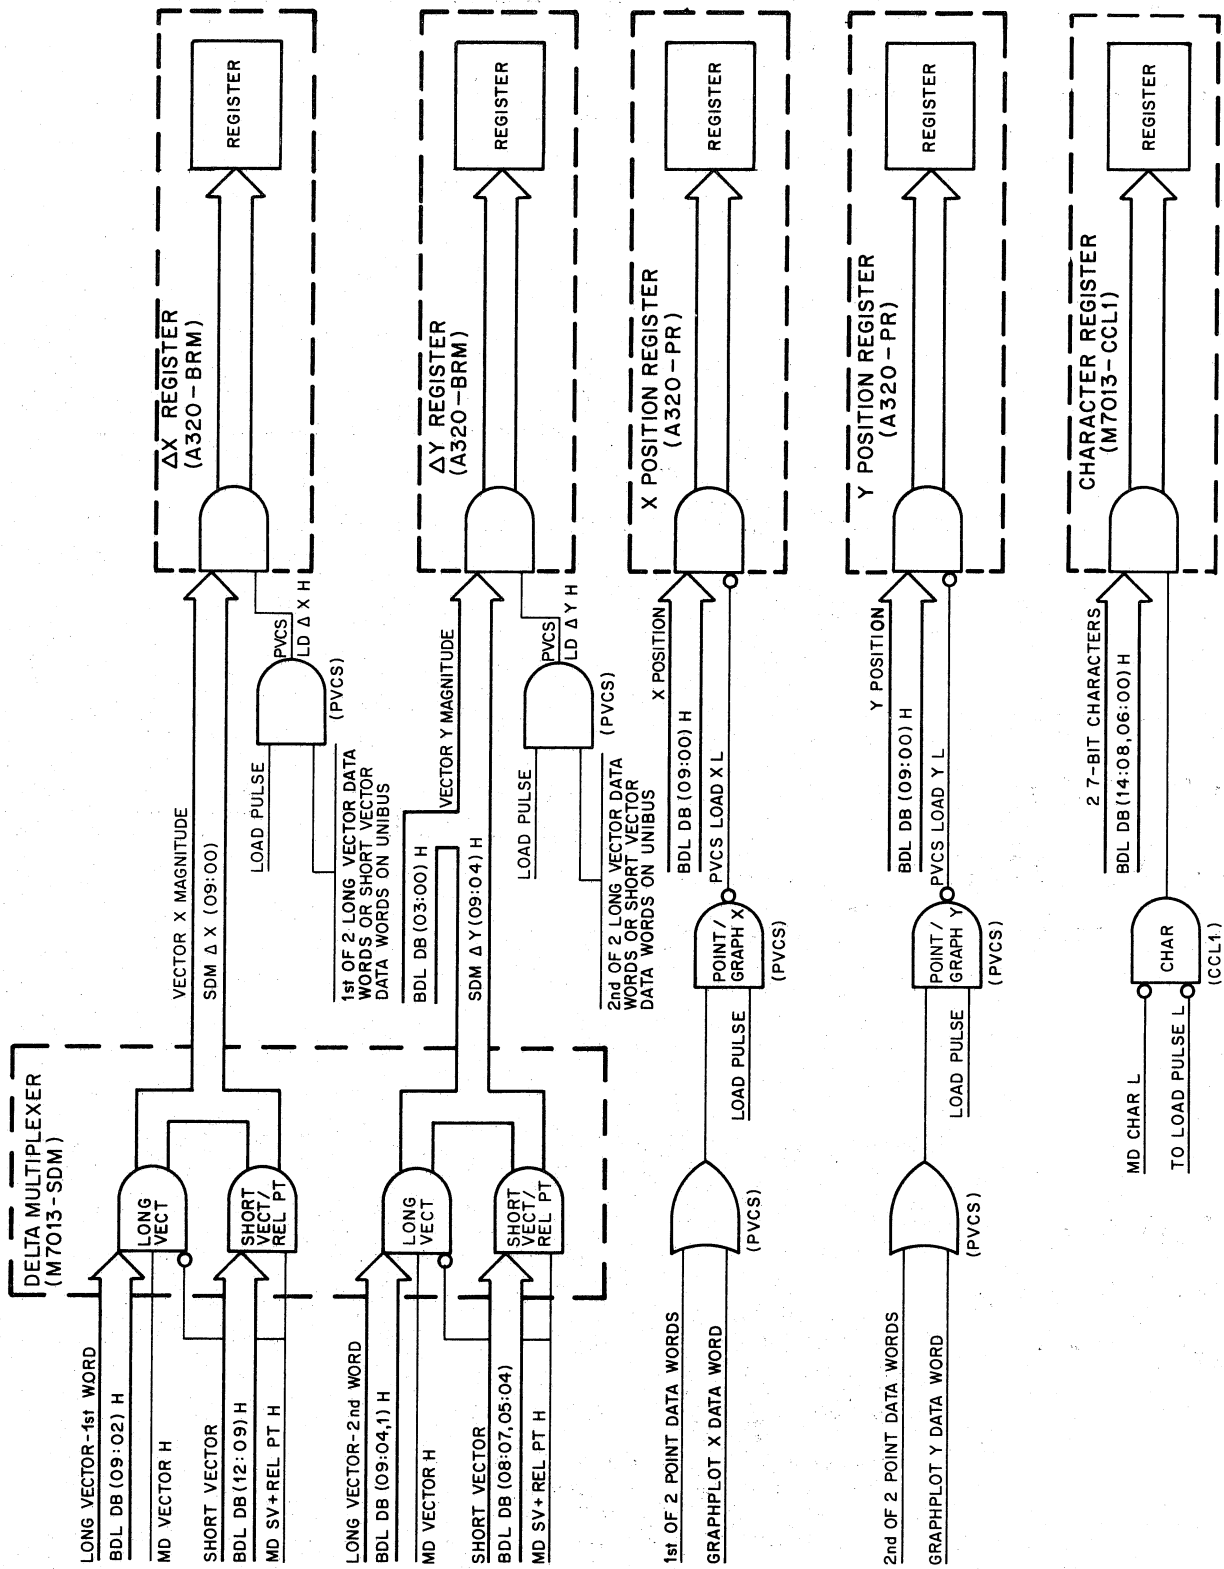 DELTA MULTIPLEXER
(M7013-SDM)
LONG VECTOR-1st WORD
BDL DB (09:02) H
MD VECTOR H
LONG
VECT
SHORT VECTOR
BDL DB (12:09) H
MD SV+REL PT H
SHORT
VECT/
REL PT
VECTOR X MAGNITUDE
SDM Δ X (09:00)
LOAD PULSE
1st OF 2 LONG VECTOR DATA
WORDS OR SHORT VECTOR
DATA WORDS ON UNIBUS
(PVCS)
PVCS
LD Δ X H
ΔX REGISTER
(A320-BRM)
REGISTER
LONG VECTOR-2nd WORD
BDL DB (09:04,1) H
MD VECTOR H
LONG
VECT
SHORT VECTOR
BDL DB (08:07,05:04)
MD SV+REL PT H
SHORT
VECT/
REL PT
BDL DB (03:00) H
VECTOR Y MAGNITUDE
SDM Δ Y (09:04) H
LOAD PULSE
2nd OF 2 LONG VECTOR DATA
WORDS OR SHORT VECTOR
DATA WORDS ON UNIBUS
(PVCS)
PVCS
LD Δ Y H
ΔY REGISTER
(A320-BRM)
REGISTER
1st OF 2 POINT DATA WORDS
GRAPHPLOT X DATA WORD
(PVCS)
LOAD PULSE
POINT/
GRAPH X
(PVCS)
X POSITION
BDL DB (09:00) H
PVCS LOAD X L
X POSITION REGISTER
(A320-PR)
REGISTER
2nd OF 2 POINT DATA WORDS
GRAPHPLOT Y DATA WORD
(PVCS)
LOAD PULSE
POINT/
GRAPH Y
(PVCS)
Y POSITION
BDL DB (09:00) H
PVCS LOAD Y L
Y POSITION REGISTER
(A320-PR)
REGISTER
MD CHAR L
TO LOAD PULSE L
CHAR
(CCL1)
2 7-BIT CHARACTERS
BDL DB (14:08,06:00) H
CHARACTER REGISTER
(M7013-CCL1)
REGISTER